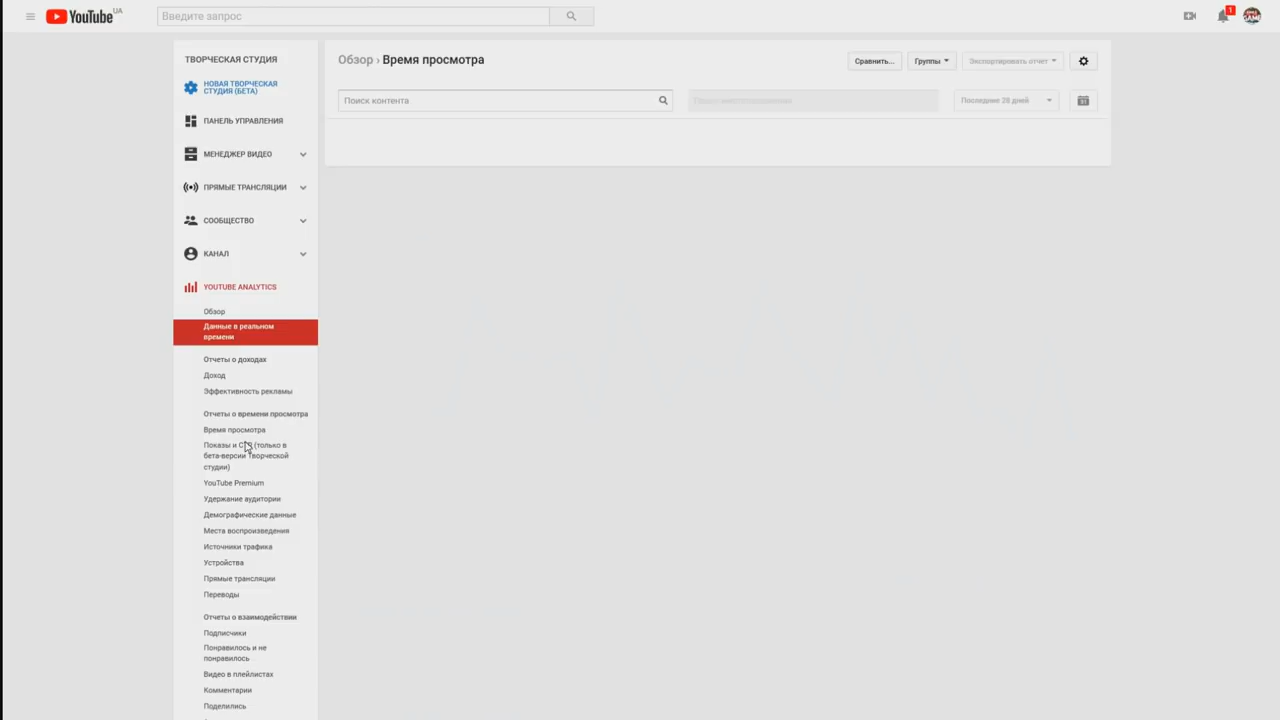 YouTube UA
Введите запрос
1
ТВОРЧЕСКАЯ СТУДИЯ
НОВАЯ ТВОРЧЕСКАЯ
СТУДИЯ (БЕТА)
ПАНЕЛЬ УПРАВЛЕНИЯ
МЕНЕДЖЕР ВИДЕО
ПРЯМЫЕ ТРАНСЛЯЦИИ
СООБЩЕСТВО
КАНАЛ
YOUTUBE ANALYTICS
Обзор
Данные в реальном
времени
Отчеты о доходах
Доход
Эффективность рекламы
Отчеты о времени просмотра
Время просмотра
Показы и CTR (только в
бета-версии Творческой
студии)
YouTube Premium
Удержание аудитории
Демографические данные
Места воспроизведения
Источники трафика
Устройства
Прямые трансляции
Переводы
Отчеты о взаимодействии
Подписчики
Понравилось и не
понравилось
Видео в плейлистах
Комментарии
Поделились
Обзор › Время просмотра
Сравнить...
Группы
Экспортировать отчет
Поиск контента
Последние 28 дней
31